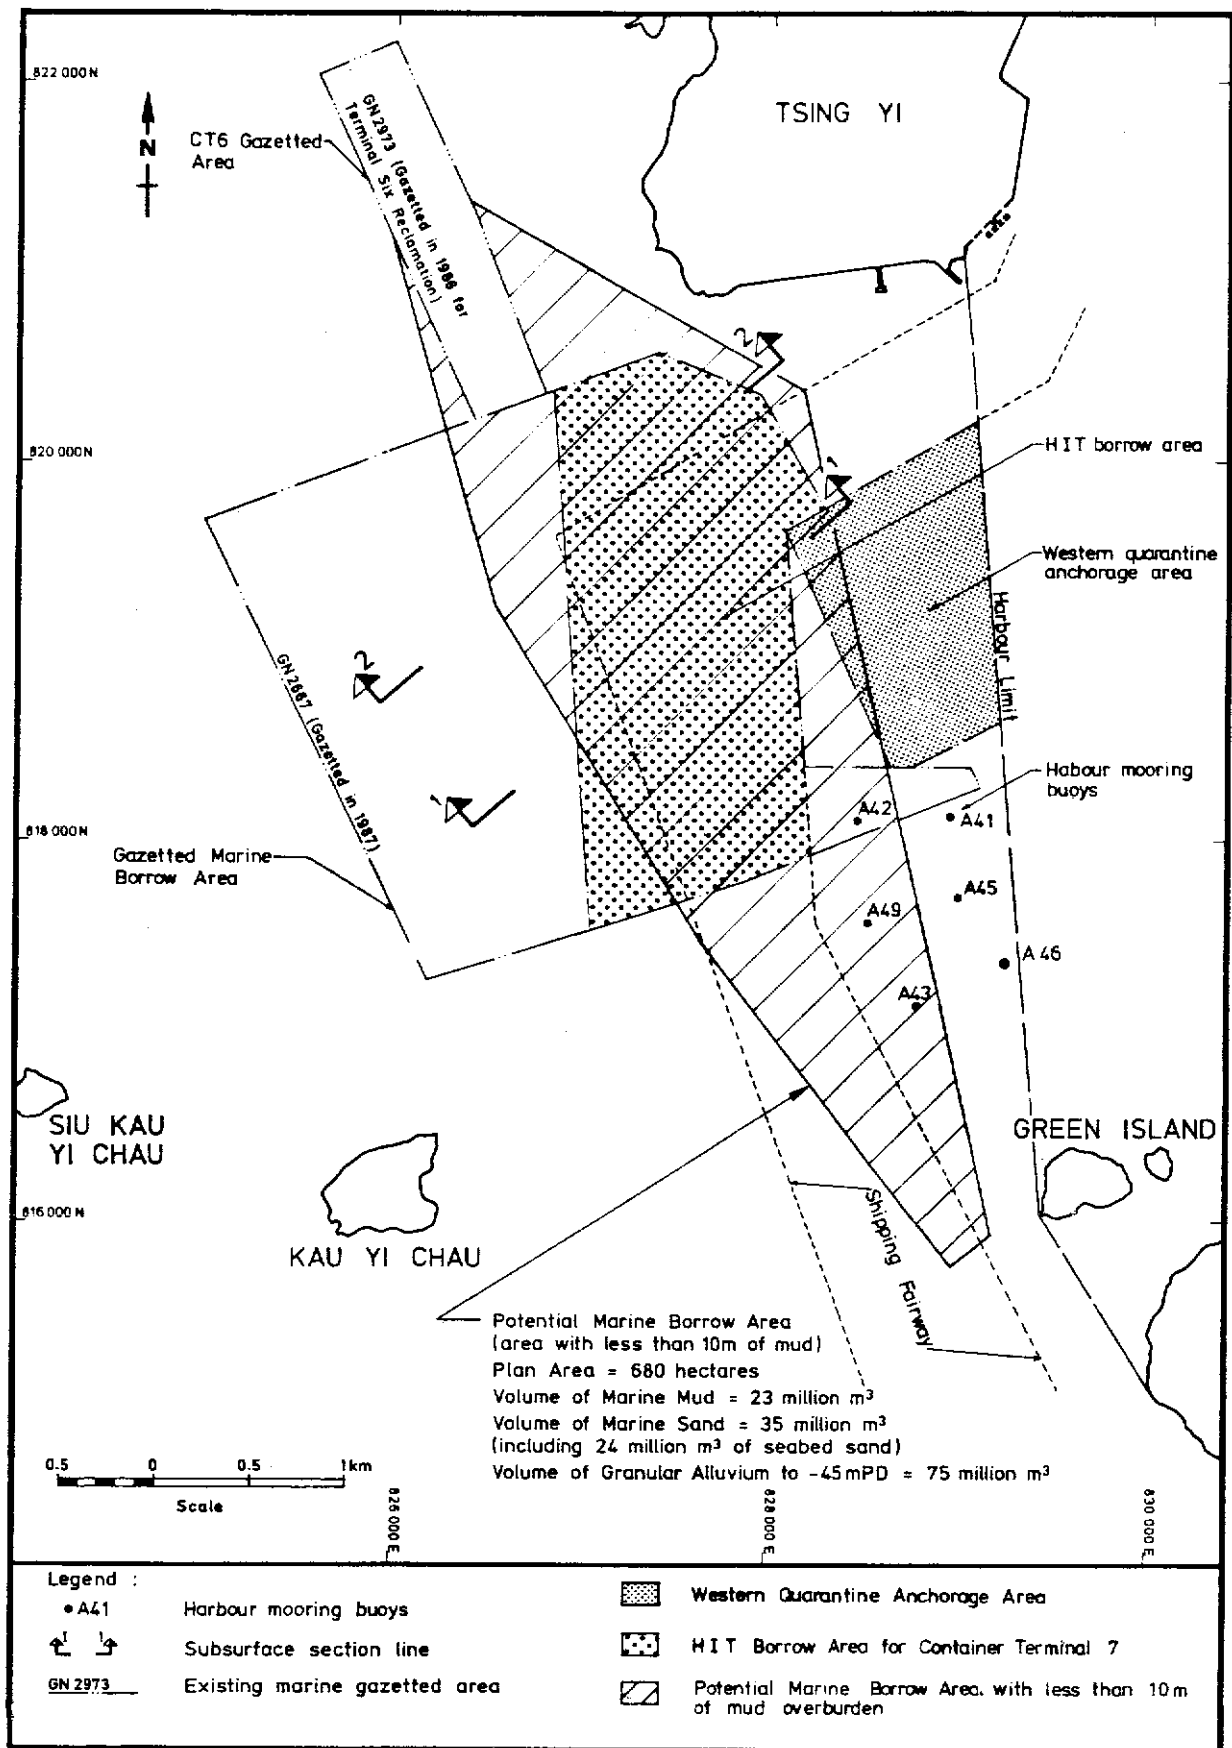 822 000 N
N
CT6 Gazetted
Area
GN 2973 (Gazetted in 1986 for
Terminal Six Reclamation)
TSING YI
2
1
820 000 N
HIT borrow area
Western quarantine
anchorage area
Harbour Limit
2
1
GN 2667 (Gazetted in 1987)
Habour mooring
buoys
A42
A41
818 000 N
Gazetted Marine
Borrow Area
A45
A49
A46
A43
SIU KAU
YI CHAU
GREEN ISLAND
816 000 N
KAU YI CHAU
Shipping Fairway
Potential Marine Borrow Area
(area with less than 10m of mud)
Plan Area = 680 hectares
Volume of Marine Mud = 23 million m³
Volume of Marine Sand = 35 million m³
(including 24 million m³ of seabed sand)
Volume of Granular Alluvium to -45mPD = 75 million m³
0.5 0 0.5 1km
Scale
826 000 E
828 000 E
830 000 E
Legend :
A41 Harbour mooring buoys
1 1 Subsurface section line
GN 2973 Existing marine gazetted area
Western Quarantine Anchorage Area
HIT Borrow Area for Container Terminal 7
Potential Marine Borrow Area. with less than 10m
of mud overburden